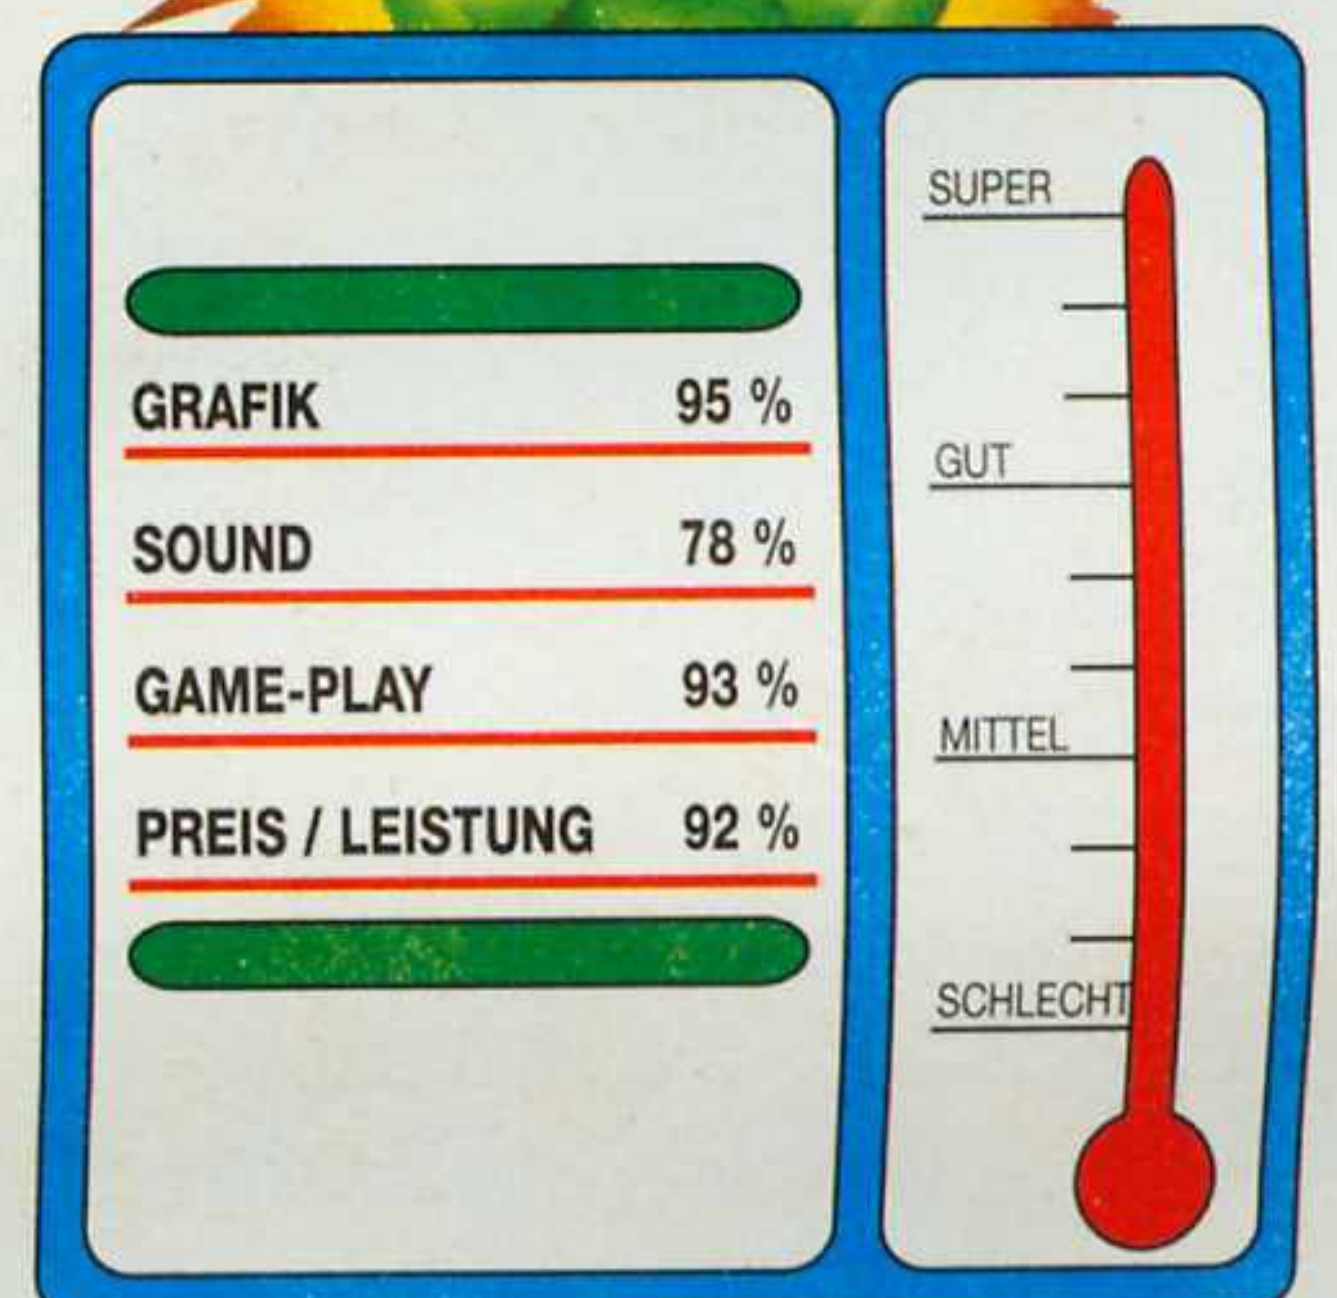 GRAFIK 95 %
SOUND 78 %
GAME-PLAY 93 %
PREIS / LEISTUNG 92 %
SUPER
GUT
MITTEL
SCHLECHT